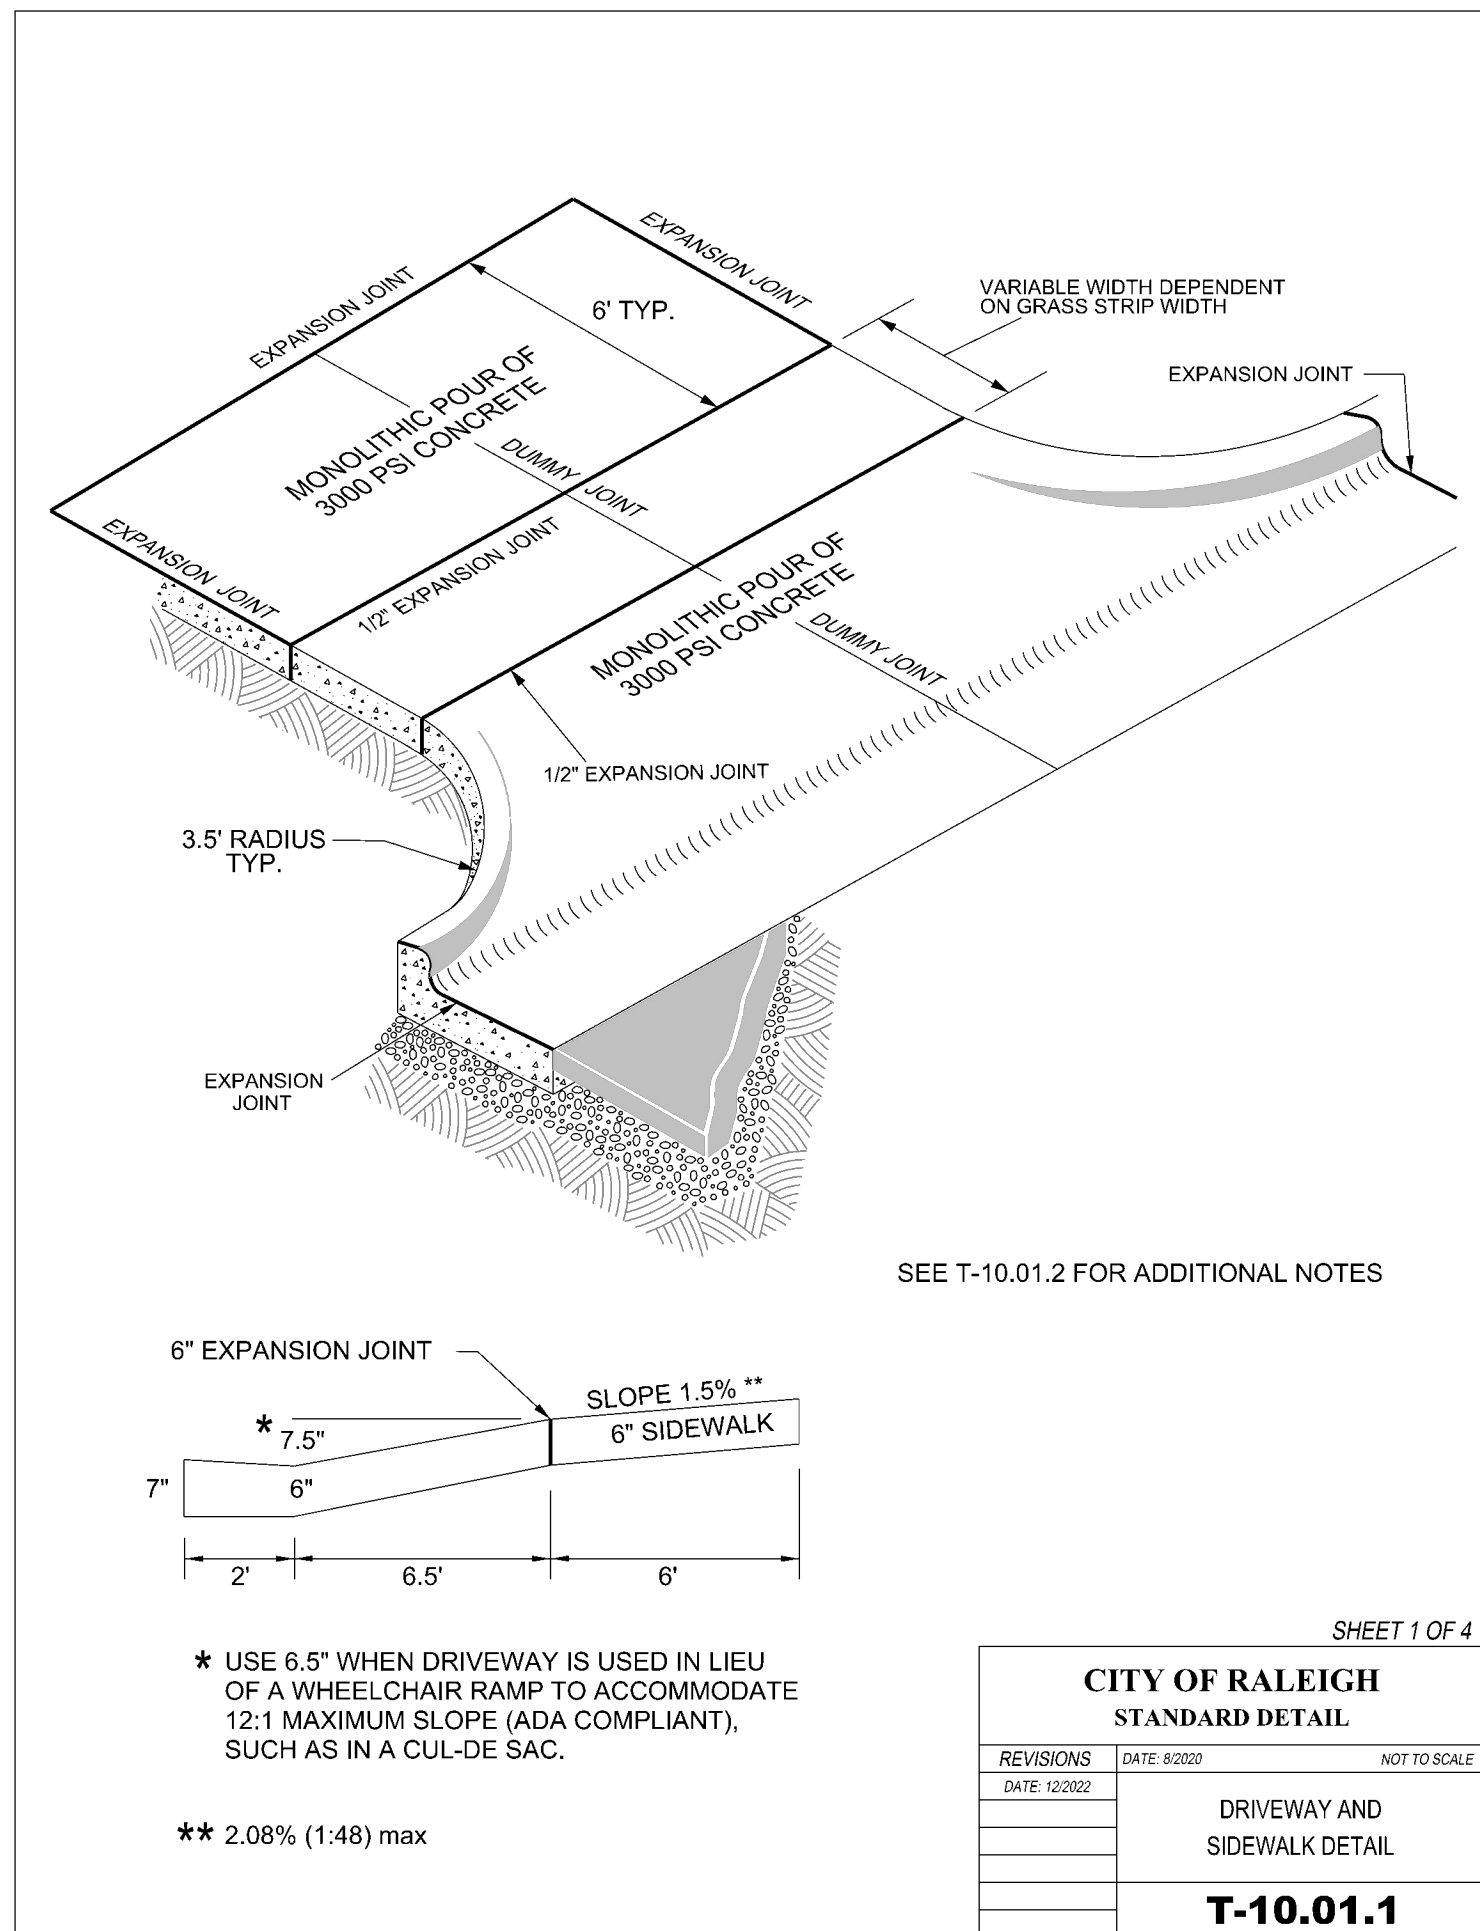 EXPANSION JOINT
EXPANSION JOINT
6' TYP.
VARIABLE WIDTH DEPENDENT
ON GRASS STRIP WIDTH
EXPANSION JOINT
MONOLITHIC POUR OF
3000 PSI CONCRETE
DUMMY JOINT
EXPANSION JOINT
1/2" EXPANSION JOINT
MONOLITHIC POUR OF
3000 PSI CONCRETE
DUMMY JOINT
1/2" EXPANSION JOINT
3.5' RADIUS
TYP.
EXPANSION
JOINT
SEE T-10.01.2 FOR ADDITIONAL NOTES
6" EXPANSION JOINT
SLOPE 1.5% **
* 7.5"
6" SIDEWALK
7"
6"
2'
6.5'
6'
* USE 6.5" WHEN DRIVEWAY IS USED IN LIEU
OF A WHEELCHAIR RAMP TO ACCOMMODATE
12:1 MAXIMUM SLOPE (ADA COMPLIANT),
SUCH AS IN A CUL-DE SAC.
** 2.08% (1:48) max
SHEET 1 OF 4
CITY OF RALEIGH
STANDARD DETAIL
REVISIONS
DATE: 8/2020
NOT TO SCALE
DATE: 12/2022
DRIVEWAY AND
SIDEWALK DETAIL
T-10.01.1